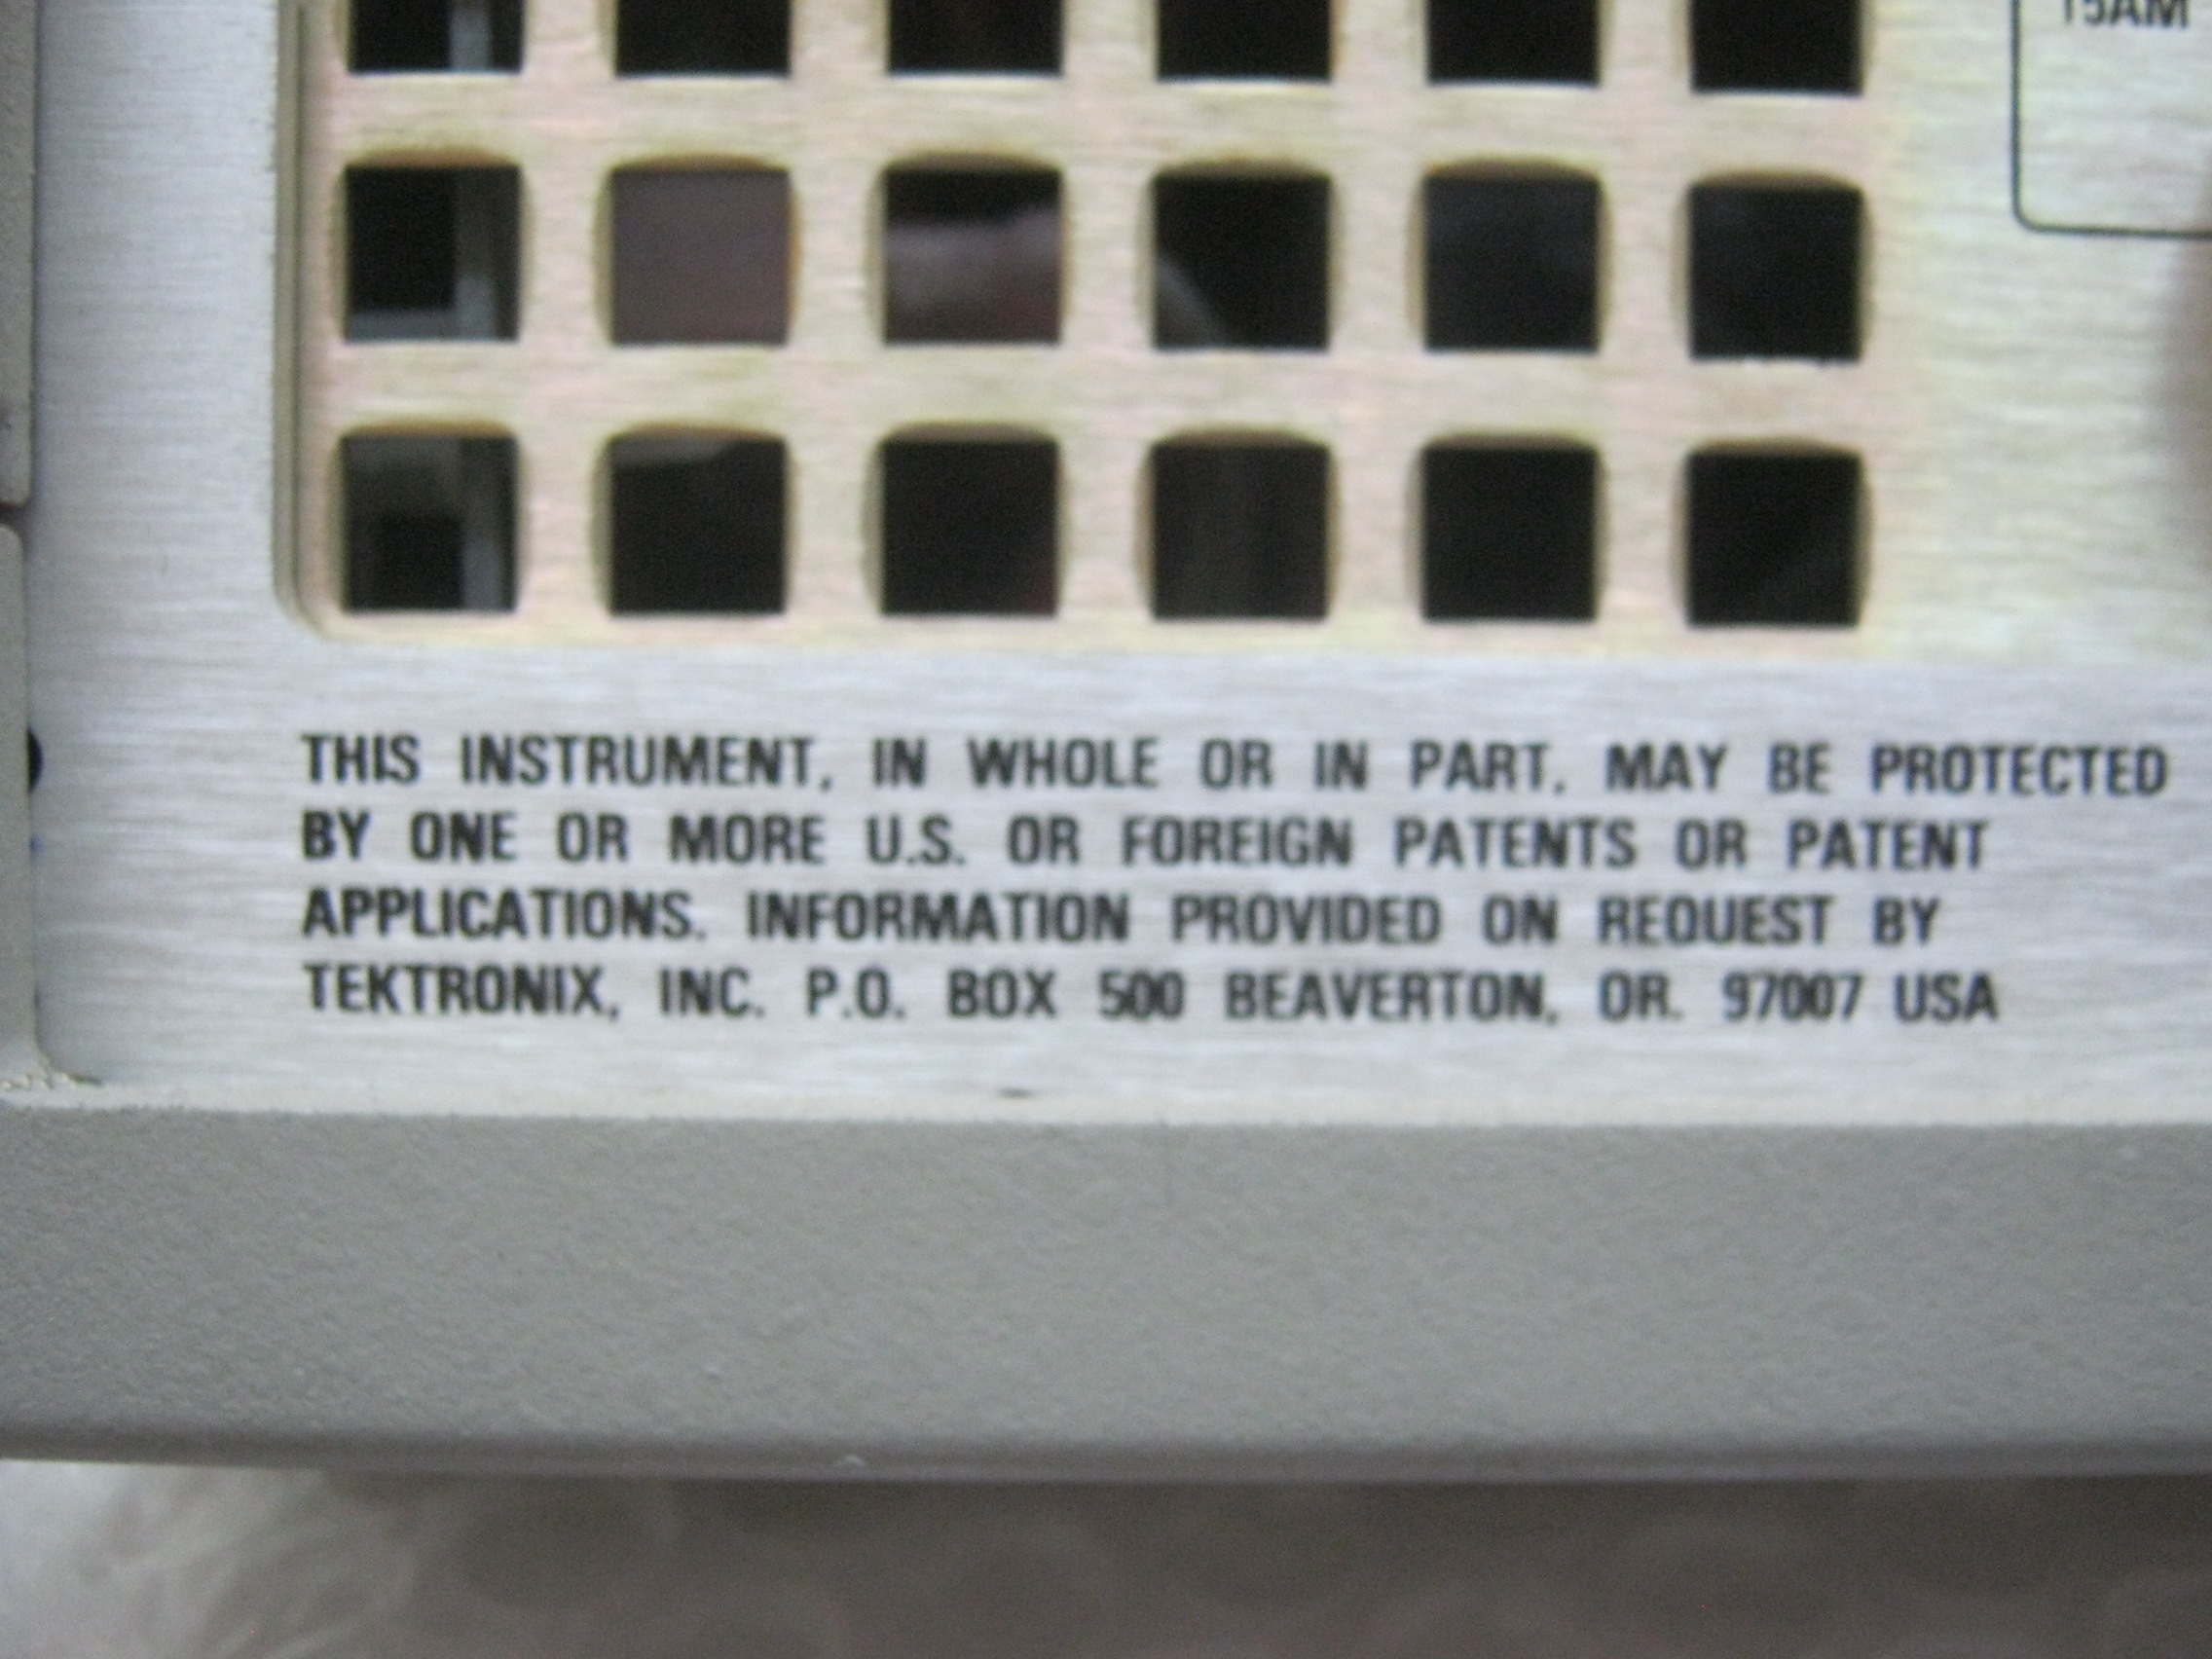 15AM
THIS INSTRUMENT, IN WHOLE OR IN PART, MAY BE PROTECTED
BY ONE OR MORE U.S. OR FOREIGN PATENTS OR PATENT
APPLICATIONS. INFORMATION PROVIDED ON REQUEST BY
TEKTRONIX, INC. P.O. BOX 500 BEAVERTON, OR. 97007 USA